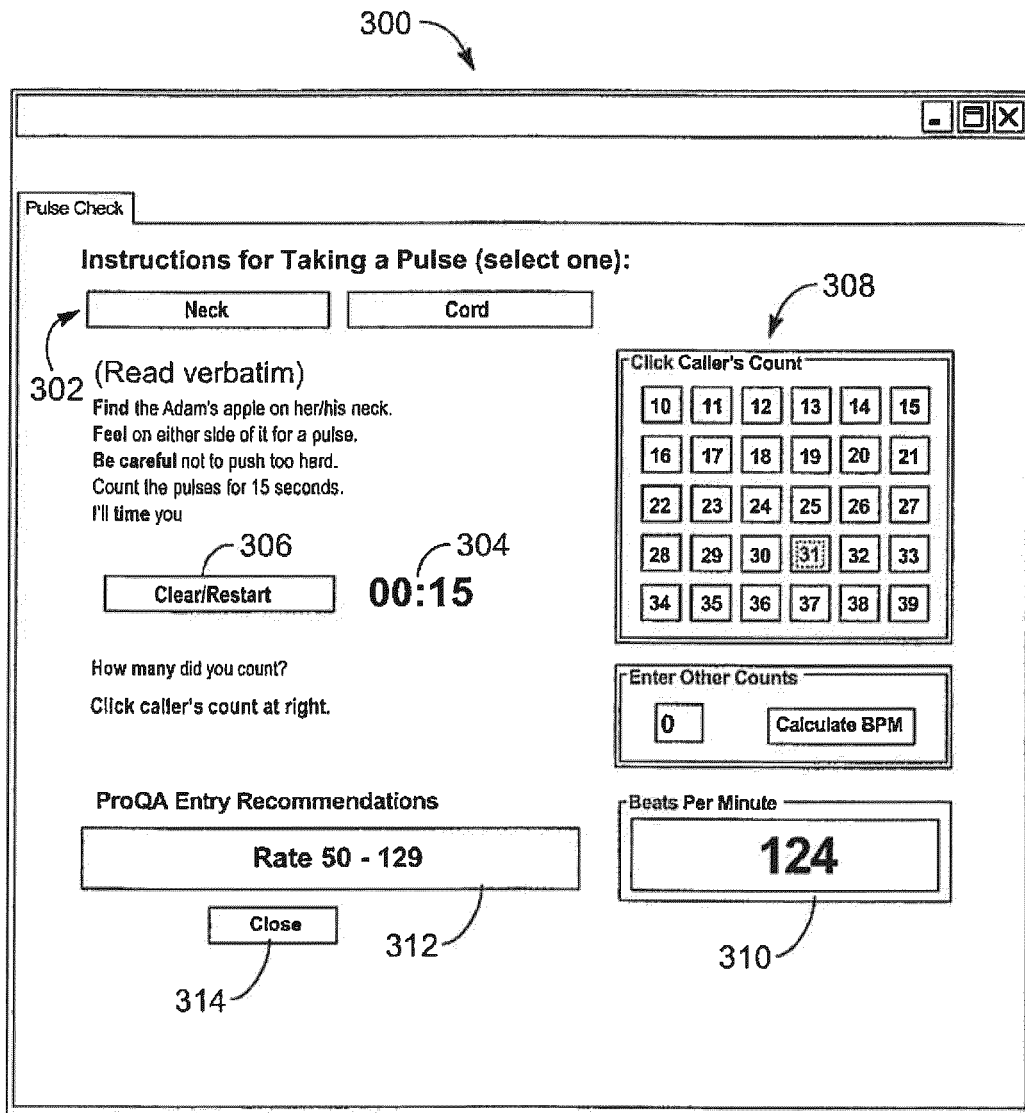 300
Pulse Check
Instructions for Taking a Pulse (select one):
Neck
Cord
302
(Read verbatim)
Find the Adam's apple on her/his neck.
Feel on either side of it for a pulse.
Be careful not to push too hard.
Count the pulses for 15 seconds.
I'll time you
306
304
Clear/Restart
00:15
How many did you count?
Click caller's count at right.
308
Click Caller's Count
10 11 12 13 14 15
16 17 18 19 20 21
22 23 24 25 26 27
28 29 30 31 32 33
34 35 36 37 38 39
Enter Other Counts
0
Calculate BPM
ProQA Entry Recommendations
Rate 50 - 129
Beats Per Minute
124
Close
312
310
314